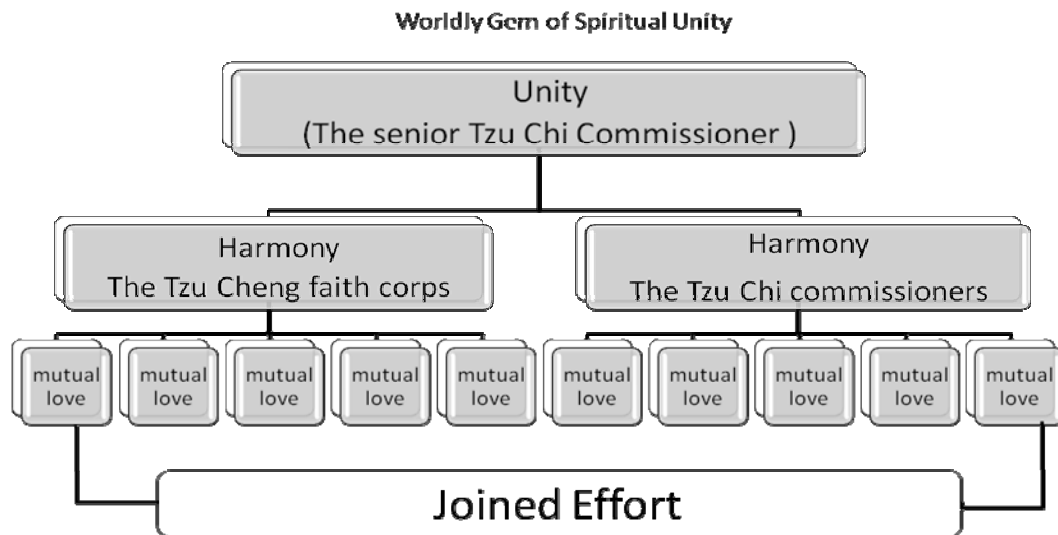 Worldly Gem of Spiritual Unity
Unity
(The senior Tzu Chi Commissioner )
Harmony
The Tzu Cheng faith corps
Harmony
The Tzu Chi commissioners
mutual
love
mutual
love
mutual
love
mutual
love
mutual
love
mutual
love
mutual
love
mutual
love
mutual
love
mutual
love
Joined Effort